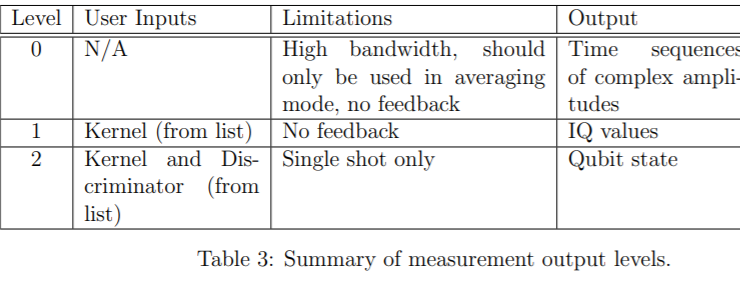 Level User Inputs Limitations Output
0 N/A High bandwidth, should Time sequences
only be used in averaging of complex ampli-
mode, no feedback tudes
1 Kernel (from list) No feedback IQ values
2 Kernel and Dis- Single shot only Qubit state
criminator (from
list)
Table 3: Summary of measurement output levels.